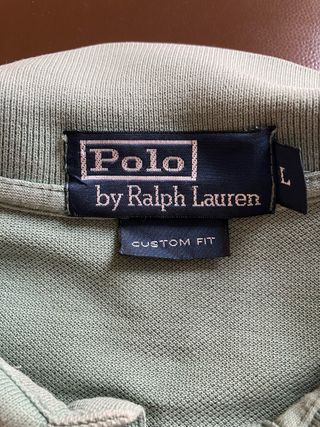 Polo
by Ralph Lauren
L
CUSTOM FIT